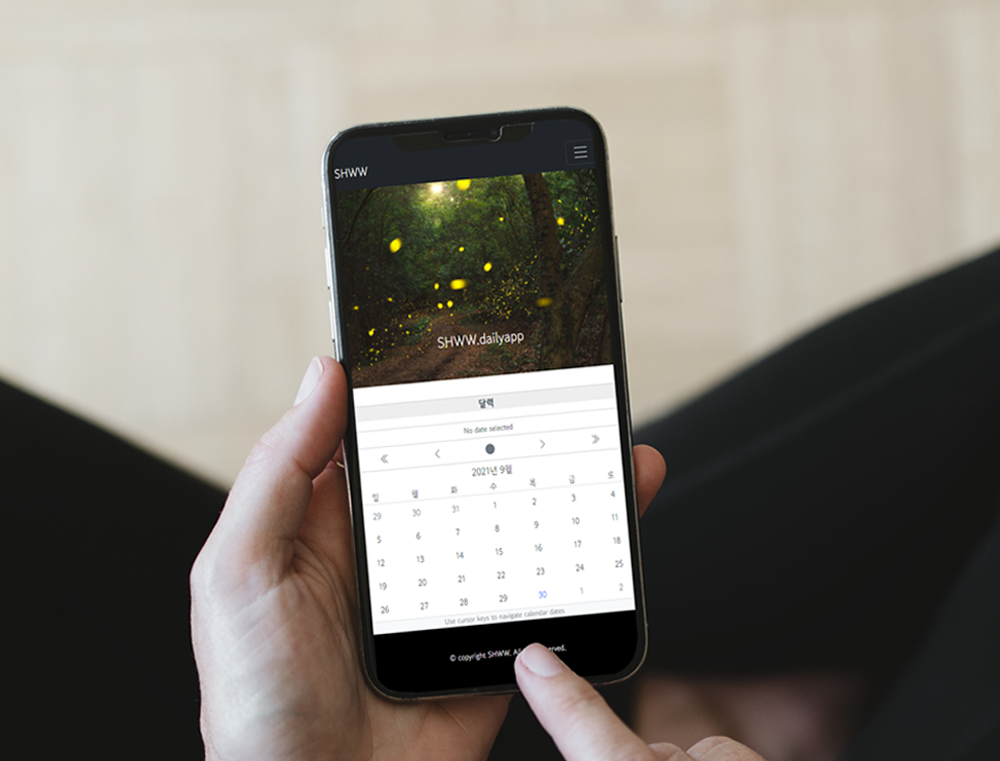 SHWW
SHWW.dailyapp
달력
No date selected
2021년 9월
일 월 화 수 목 금 토
29 30 31 1 2 3 4
5 6 7 8 9 10 11
12 13 14 15 16 17 18
19 20 21 22 23 24 25
26 27 28 29 30 1 2
Use cursor keys to navigate calendar dates
© copyright SHWW.